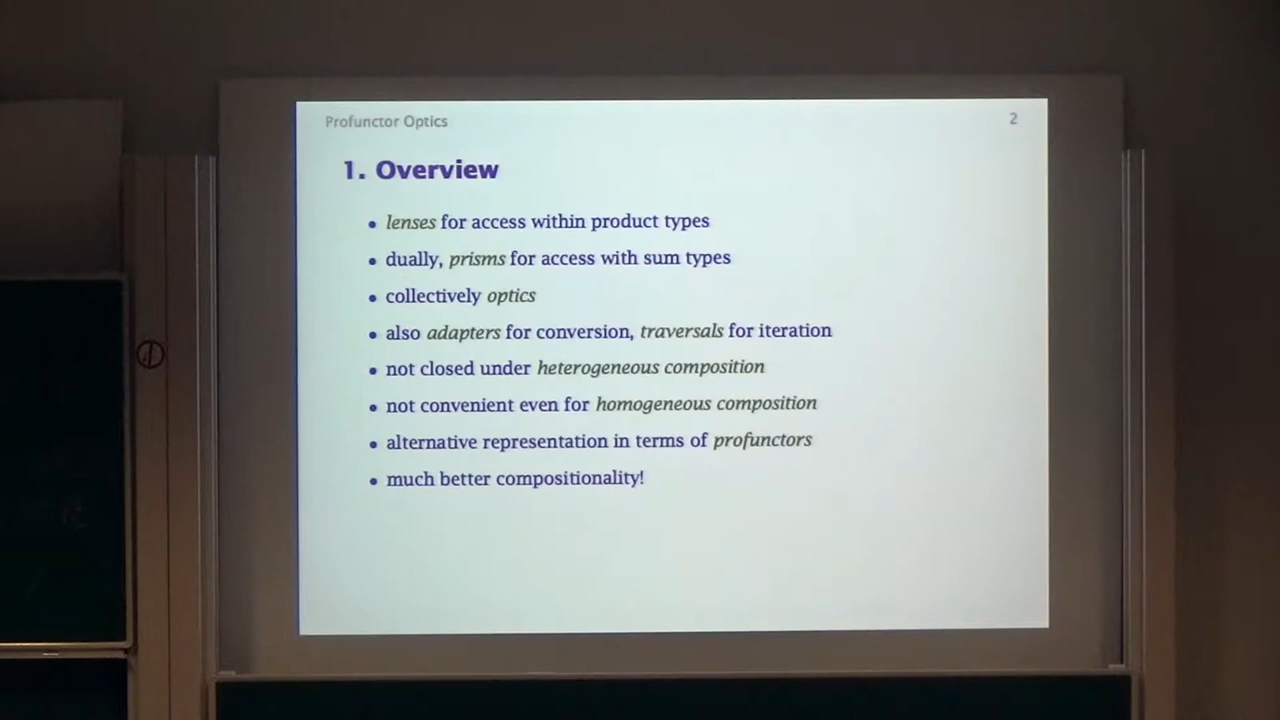 Profunctor Optics 2
1. Overview
• lenses for access within product types
• dually, prisms for access with sum types
• collectively optics
• also adapters for conversion, traversals for iteration
• not closed under heterogeneous composition
• not convenient even for homogeneous composition
• alternative representation in terms of profunctors
• much better compositionality!